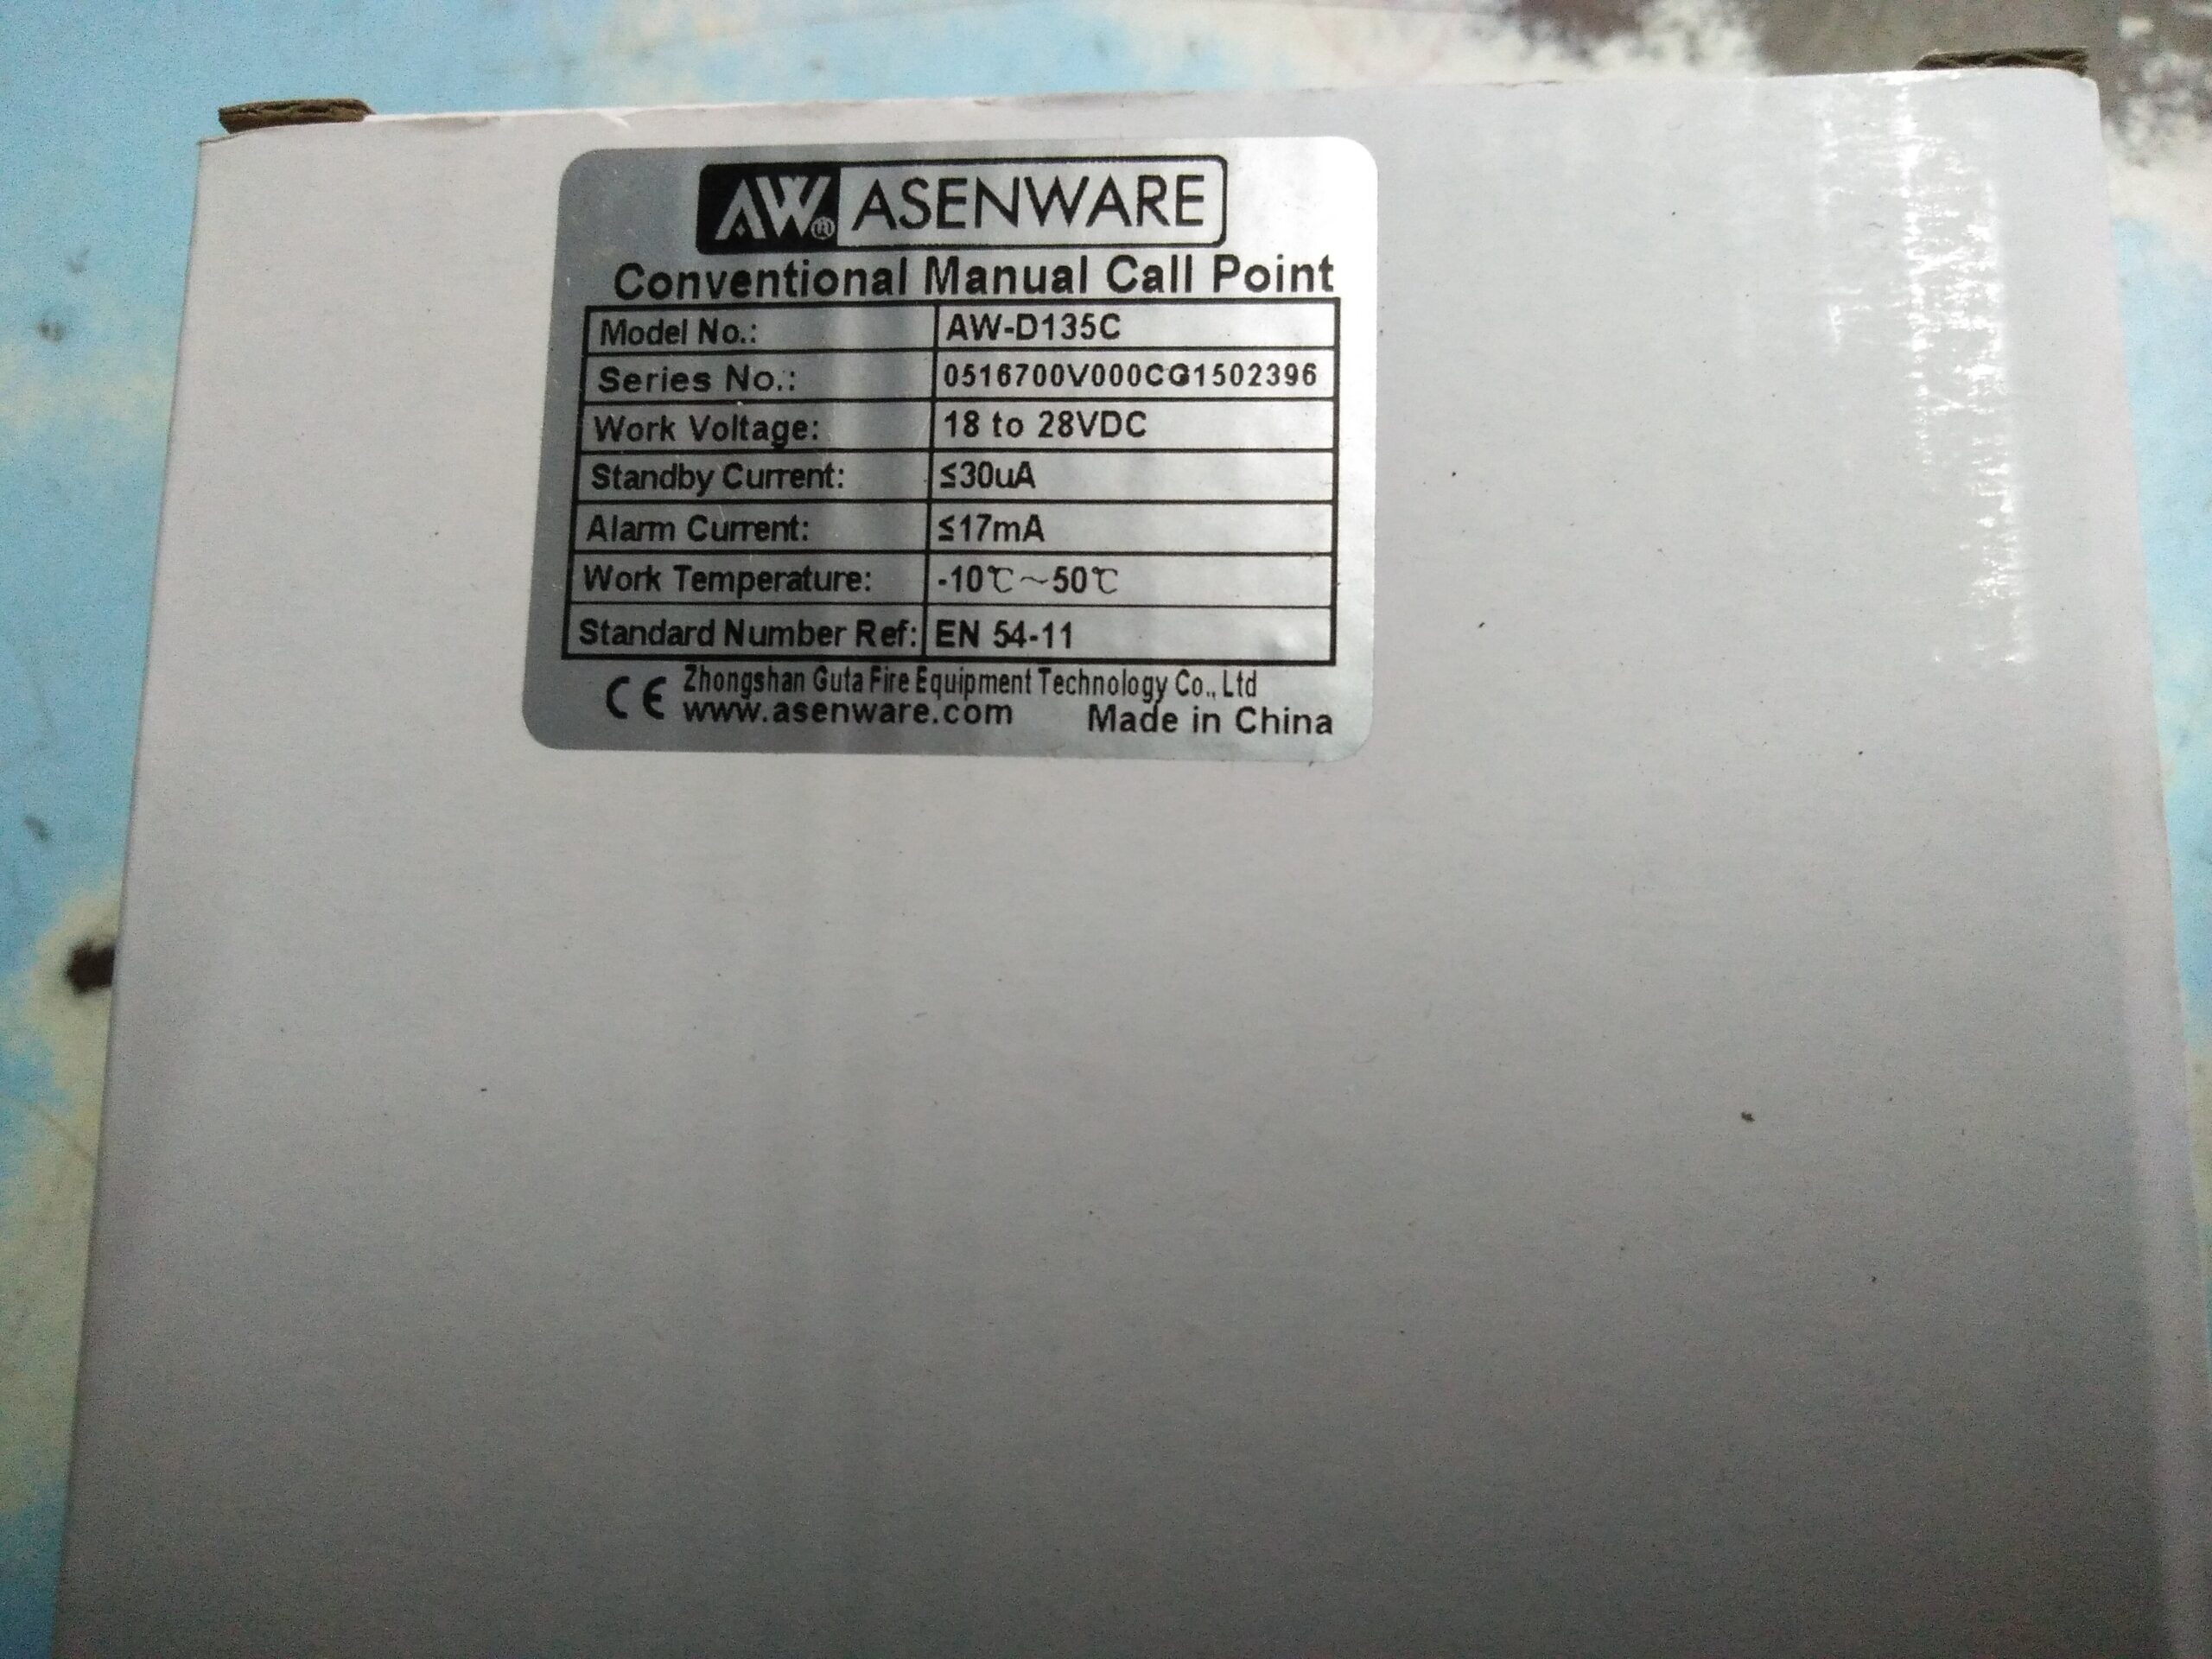 AW® ASENWARE
Conventional Manual Call Point
Model No.: AW-D135C
Series No.: 0516700V000CG1502396
Work Voltage: 18 to 28VDC
Standby Current: ≤30uA
Alarm Current: ≤17mA
Work Temperature: -10℃~50℃
Standard Number Ref: EN 54-11
CE Zhongshan Guta Fire Equipment Technology Co., Ltd
www.asenware.com Made in China